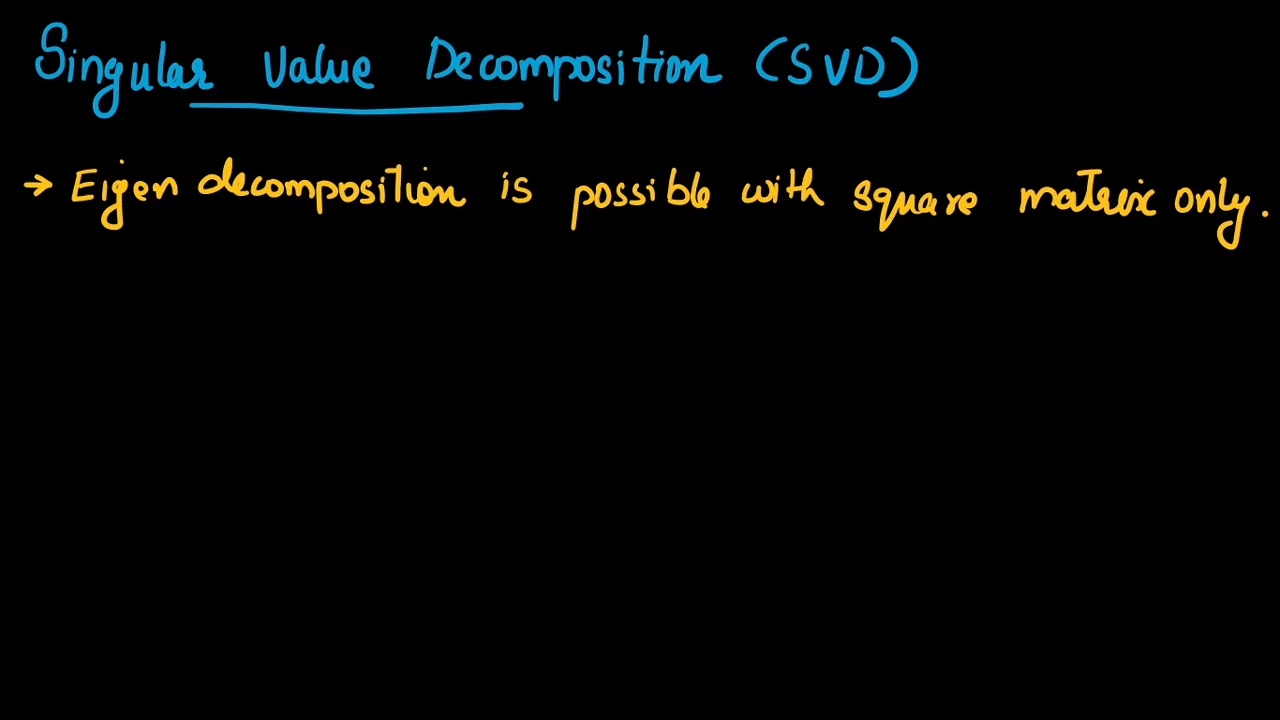 Singular Value Decomposition (SVD)
→ Eigen decomposition is possible with square matrix only.